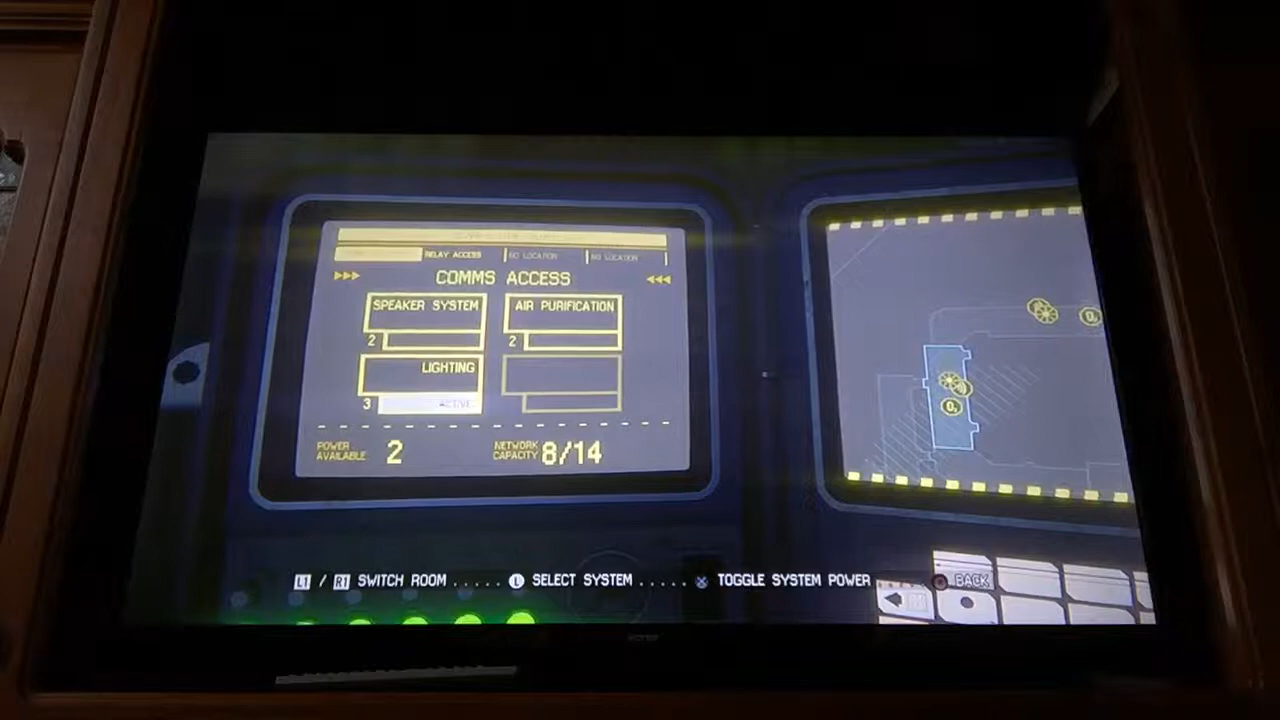 RELAY ACCESS NO LOCATION NO LOCATION
COMMS ACCESS
SPEAKER SYSTEM AIR PURIFICATION
2 2
LIGHTING
3 ACTIVE
POWER AVAILABLE 2 NETWORK CAPACITY 8/14
O₂
O₂
L1 / R1 SWITCH ROOM ..... L SELECT SYSTEM ..... X TOGGLE SYSTEM POWER ..... BACK